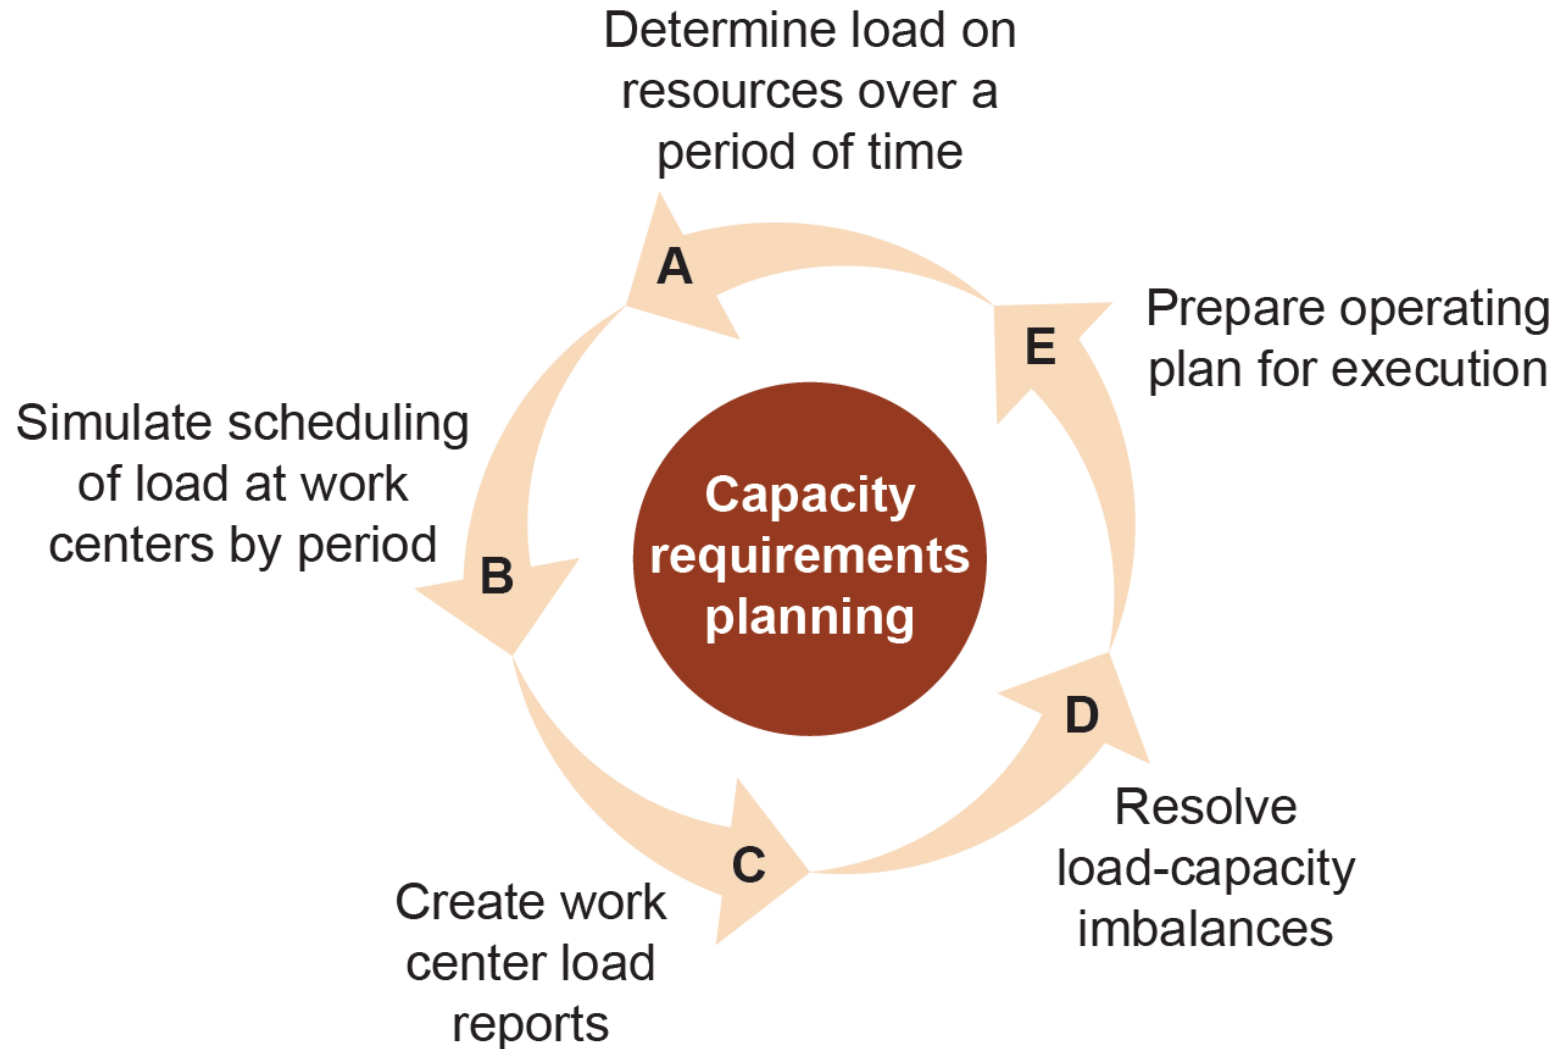 Determine load on
resources over a
period of time
A
Simulate scheduling
of load at work
centers by period
B
Create work
center load
reports
C
Resolve
load-capacity
imbalances
D
Prepare operating
plan for execution
E
Capacity
requirements
planning